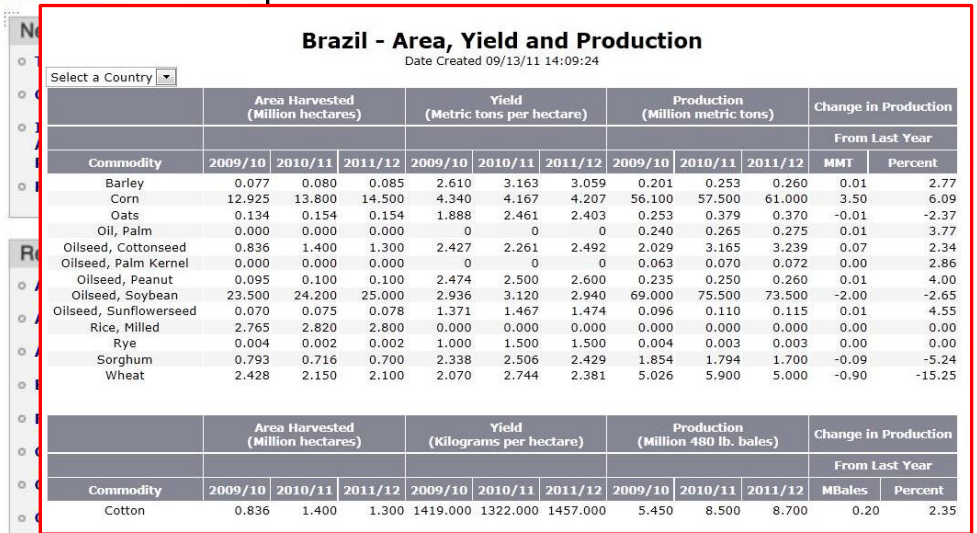 Ne
Re
Brazil - Area, Yield and Production
Date Created 09/13/11 14:09:24
Select a Country
Area Harvested (Million hectares) Yield (Metric tons per hectare) Production (Million metric tons) Change in Production
From Last Year
Commodity 2009/10 2010/11 2011/12 2009/10 2010/11 2011/12 2009/10 2010/11 2011/12 MMT Percent
Barley 0.077 0.080 0.085 2.610 3.163 3.059 0.201 0.253 0.260 0.01 2.77
Corn 12.925 13.800 14.500 4.340 4.167 4.207 56.100 57.500 61.000 3.50 6.09
Oats 0.134 0.154 0.154 1.888 2.461 2.403 0.253 0.379 0.370 -0.01 -2.37
Oil, Palm 0.000 0.000 0.000 0 0 0 0.240 0.265 0.275 0.01 3.77
Oilseed, Cottonseed 0.836 1.400 1.300 2.427 2.261 2.492 2.029 3.165 3.239 0.07 2.34
Oilseed, Palm Kernel 0.000 0.000 0.000 0 0 0 0.063 0.070 0.072 0.00 2.86
Oilseed, Peanut 0.095 0.100 0.100 2.474 2.500 2.600 0.235 0.250 0.260 0.01 4.00
Oilseed, Soybean 23.500 24.200 25.000 2.936 3.120 2.940 69.000 75.500 73.500 -2.00 -2.65
Oilseed, Sunflowerseed 0.070 0.075 0.078 1.371 1.467 1.474 0.096 0.110 0.115 0.01 4.55
Rice, Milled 2.765 2.820 2.800 0.000 0.000 0.000 0.000 0.000 0.000 0.00 0.00
Rye 0.004 0.002 0.002 1.000 1.500 1.500 0.004 0.003 0.003 0.00 0.00
Sorghum 0.793 0.716 0.700 2.338 2.506 2.429 1.854 1.794 1.700 -0.09 -5.24
Wheat 2.428 2.150 2.100 2.070 2.744 2.381 5.026 5.900 5.000 -0.90 -15.25
Area Harvested (Million hectares) Yield (Kilograms per hectare) Production (Million 480 lb. bales) Change in Production
From Last Year
Commodity 2009/10 2010/11 2011/12 2009/10 2010/11 2011/12 2009/10 2010/11 2011/12 MBales Percent
Cotton 0.836 1.400 1.300 1419.000 1322.000 1457.000 5.450 8.500 8.700 0.20 2.35